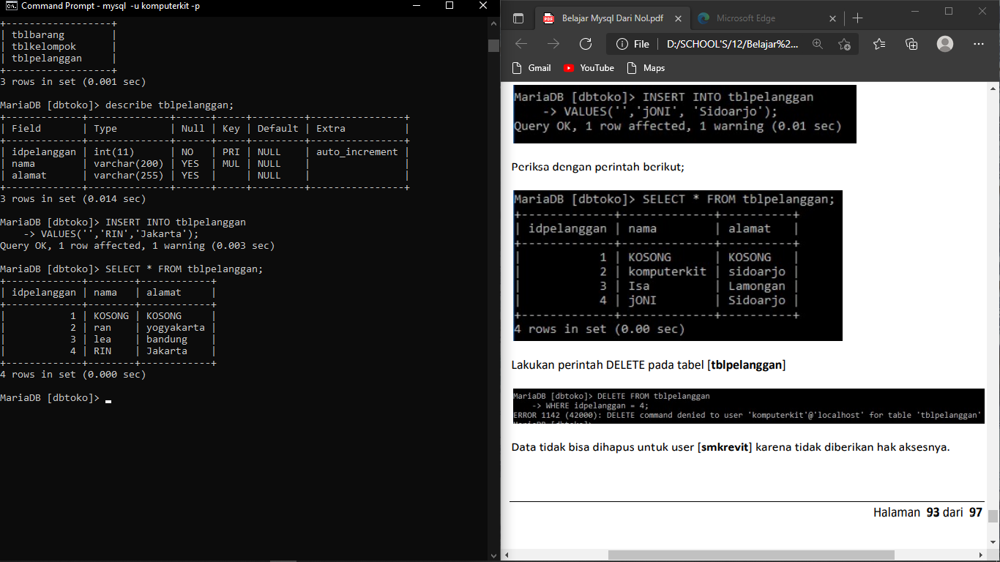 Command Prompt - mysql -u komputerkit -p
+------------------+
| tblbarang        |
| tblkelompok      |
| tblpelanggan     |
+------------------+
3 rows in set (0.001 sec)
MariaDB [dbtoko]> describe tblpelanggan;
+-------------+--------------+------+-----+---------+----------------+
| Field       | Type         | Null | Key | Default | Extra          |
+-------------+--------------+------+-----+---------+----------------+
| idpelanggan | int(11)      | NO   | PRI | NULL    | auto_increment |
| nama        | varchar(200) | YES  | MUL | NULL    |                |
| alamat      | varchar(255) | YES  |     | NULL    |                |
+-------------+--------------+------+-----+---------+----------------+
3 rows in set (0.014 sec)
MariaDB [dbtoko]> INSERT INTO tblpelanggan
    -> VALUES('','RIN','Jakarta');
Query OK, 1 row affected, 1 warning (0.003 sec)
MariaDB [dbtoko]> SELECT * FROM tblpelanggan;
+-------------+--------+------------+
| idpelanggan | nama   | alamat     |
+-------------+--------+------------+
|           1 | KOSONG | KOSONG     |
|           2 | ran    | yogyakarta |
|           3 | lea    | bandung    |
|           4 | RIN    | Jakarta    |
+-------------+--------+------------+
4 rows in set (0.000 sec)
MariaDB [dbtoko]>
Belajar Mysql Dari Nol.pdf
Microsoft Edge
File
D:/SCHOOL'S/12/Belajar%2...
Gmail
YouTube
Maps
MariaDB [dbtoko]> INSERT INTO tblpelanggan
    -> VALUES('','jONI', 'Sidoarjo');
Query OK, 1 row affected, 1 warning (0.01 sec)
Periksa dengan perintah berikut;
MariaDB [dbtoko]> SELECT * FROM tblpelanggan;
+-------------+-------------+----------+
| idpelanggan | nama        | alamat   |
+-------------+-------------+----------+
|           1 | KOSONG      | KOSONG   |
|           2 | komputerkit | sidoarjo |
|           3 | Isa         | Lamongan |
|           4 | jONI        | Sidoarjo |
+-------------+-------------+----------+
4 rows in set (0.00 sec)
Lakukan perintah DELETE pada tabel [tblpelanggan]
MariaDB [dbtoko]> DELETE FROM tblpelanggan
    -> WHERE idpelanggan = 4;
ERROR 1142 (42000): DELETE command denied to user 'komputerkit'@'localhost' for table 'tblpelanggan'
Data tidak bisa dihapus untuk user [smkrevit] karena tidak diberikan hak aksesnya.
Halaman 93 dari 97